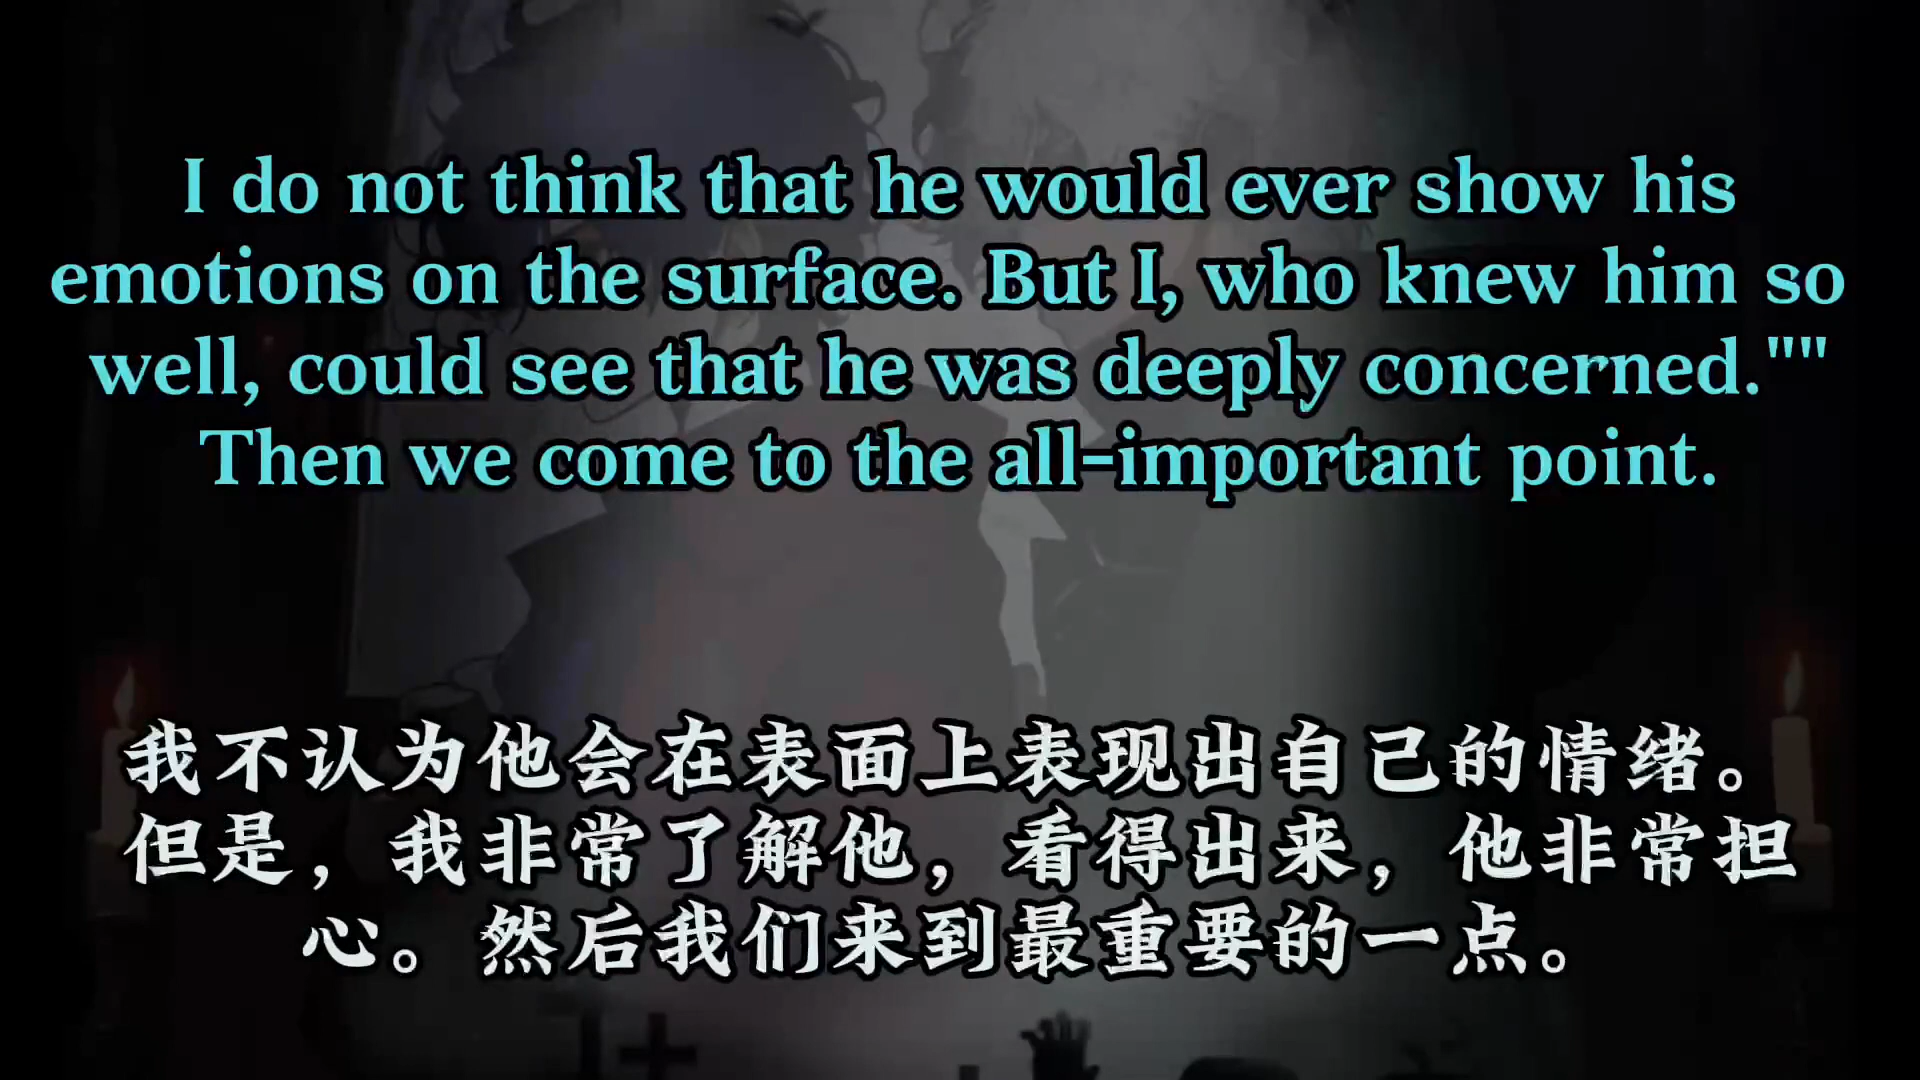 I do not think that he would ever show his
emotions on the surface. But I, who knew him so
well, could see that he was deeply concerned.""
Then we come to the all-important point.
我不认为他会在表面上表现出自己的情绪。
但是，我非常了解他，看得出来，他非常担
心。然后我们来到最重要的一点。